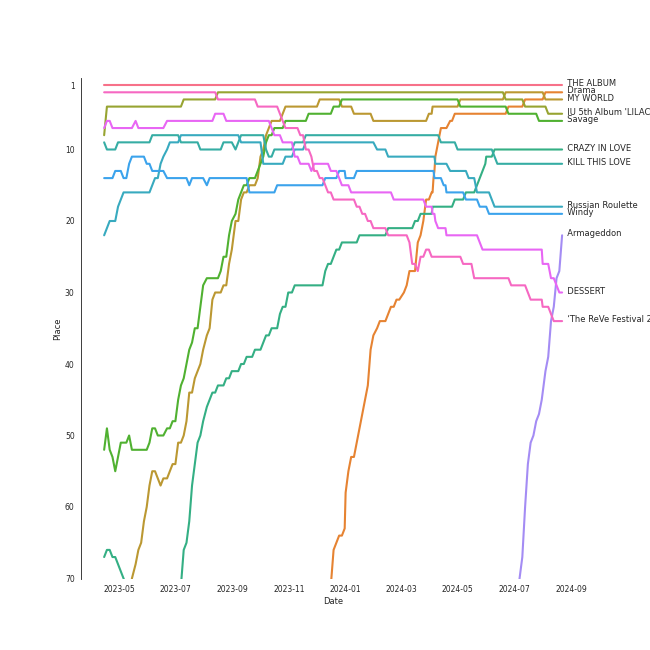 1
10
20
30
40
50
60
70
Place
2023-05
2023-07
2023-09
2023-11
2024-01
2024-03
2024-05
2024-07
2024-09
Date
THE ALBUM
Drama
MY WORLD
IU 5th Album 'LILAC
Savage
CRAZY IN LOVE
KILL THIS LOVE
Russian Roulette
Windy
Armageddon
DESSERT
'The ReVe Festival 2